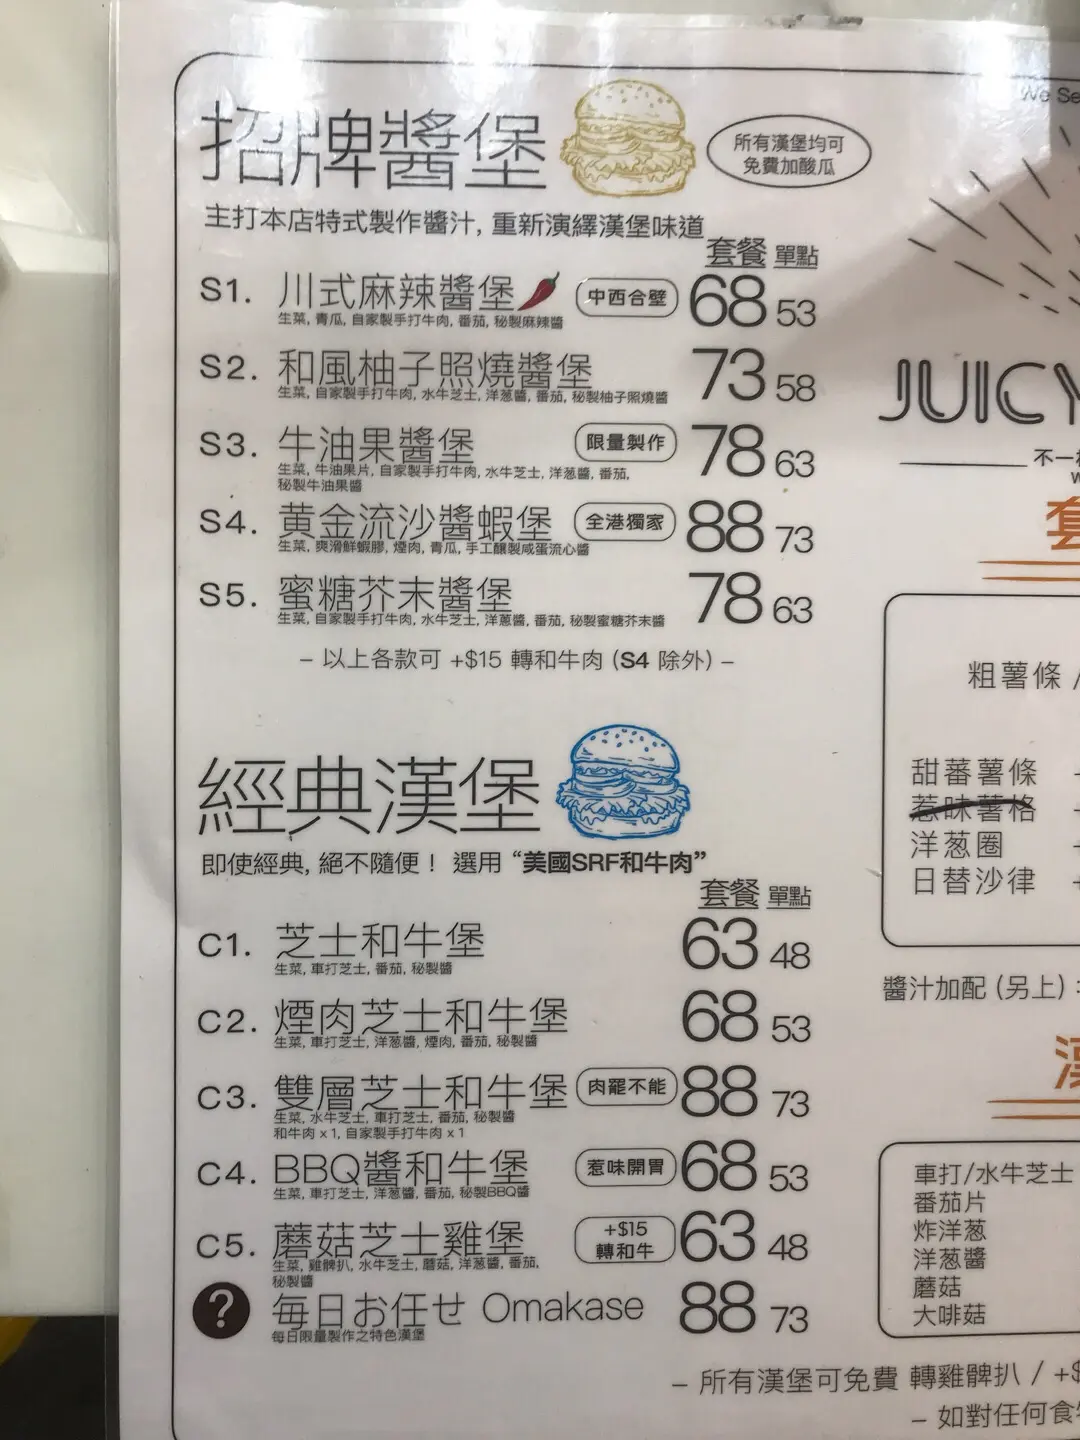 招牌醬堡
所有漢堡均可
免費加酸瓜
主打本店特式製作醬汁, 重新演繹漢堡味道
套餐 單點
S1. 川式麻辣醬堡 中西合壁 68 53
生菜, 青瓜, 自家製手打牛肉, 番茄, 秘製麻辣醬
S2. 和風柚子照燒醬堡 73 58
生菜, 自家製手打牛肉, 水牛芝士, 洋葱醬, 番茄, 秘製柚子照燒醬
S3. 牛油果醬堡 限量製作 78 63
生菜, 牛油果片, 自家製手打牛肉, 水牛芝士, 洋葱醬, 番茄,
秘製牛油果醬
S4. 黄金流沙醬蝦堡 全港獨家 88 73
生菜, 爽滑鮮蝦膠, 煙肉, 青瓜, 手工釀製咸蛋流心醬
S5. 蜜糖芥末醬堡 78 63
生菜, 自家製手打牛肉, 水牛芝士, 洋葱醬, 番茄, 秘製蜜糖芥末醬
– 以上各款可 +$15 轉和牛肉 (S4 除外) –
經典漢堡
即使經典, 絕不隨便！ 選用 “美國SRF和牛肉”
套餐 單點
C1. 芝士和牛堡 63 48
生菜, 車打芝士, 番茄, 秘製醬
C2. 煙肉芝士和牛堡 68 53
生菜, 車打芝士, 洋葱醬, 煙肉, 番茄, 秘製醬
C3. 雙層芝士和牛堡 肉罷不能 88 73
生菜, 水牛芝士, 車打芝士, 番茄, 秘製醬
和牛肉 x 1, 自家製手打牛肉 x 1
C4. BBQ醬和牛堡 惹味開胃 68 53
生菜, 車打芝士, 洋葱醬, 番茄, 秘製BBQ醬
C5. 蘑菇芝士雞堡 +$15 轉和牛 63 48
生菜, 雞髀扒, 水牛芝士, 蘑菇, 洋葱醬, 番茄,
秘製醬
? 每日お任せ Omakase 88 73
每日限量製作之特色漢堡
We Se
JUICY
不一
套
粗薯條 /
甜蕃薯條
惹味薯格
洋葱圈
日替沙律
醬汁加配 (另上)
漢
車打/水牛芝士
番茄片
炸洋葱
洋葱醬
蘑菇
大啡菇
– 所有漢堡可免費 轉雞髀扒 / +$
– 如對任何食